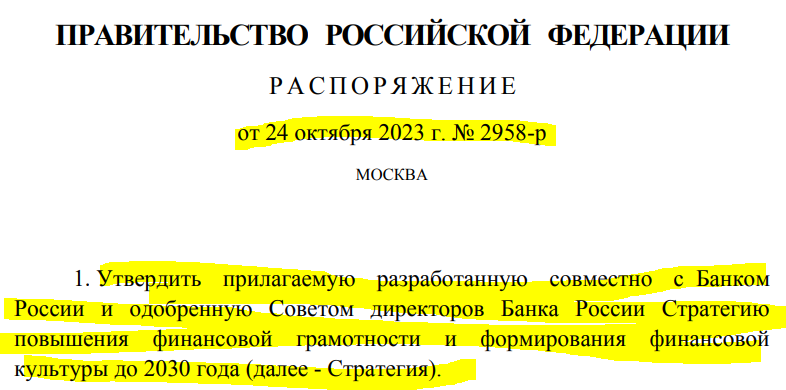 ПРАВИТЕЛЬСТВО РОССИЙСКОЙ ФЕДЕРАЦИИ
РАСПОРЯЖЕНИЕ
от 24 октября 2023 г. № 2958-р
МОСКВА
1. Утвердить прилагаемую разработанную совместно с Банком
России и одобренную Советом директоров Банка России Стратегию
повышения финансовой грамотности и формирования финансовой
культуры до 2030 года (далее - Стратегия).